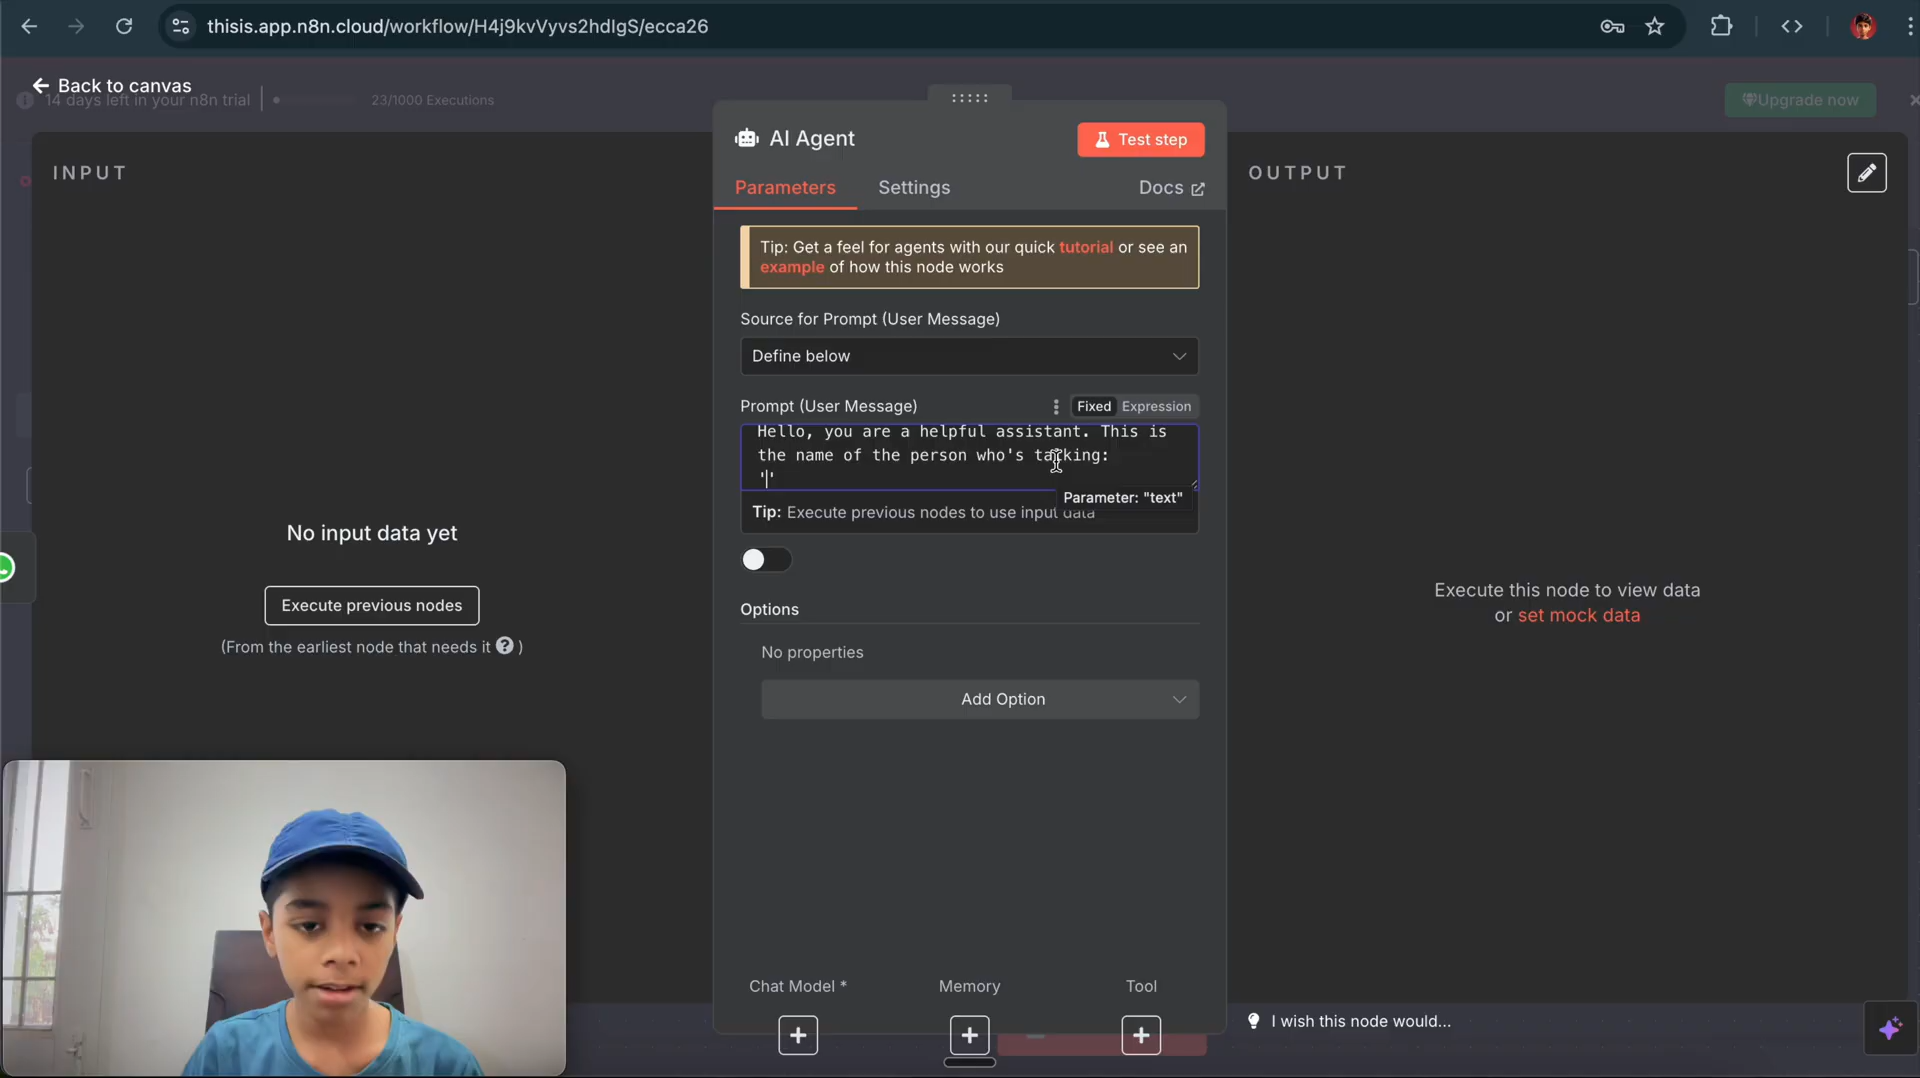 thisis.app.n8n.cloud/workflow/H4j9kvVyvs2hdIgS/ecca26
Back to canvas
14 days left in your n8n trial
23/1000 Executions
Upgrade now
INPUT
AI Agent
Test step
OUTPUT
Parameters
Settings
Docs
Tip: Get a feel for agents with our quick tutorial or see an
example of how this node works
Source for Prompt (User Message)
Define below
Prompt (User Message)
Fixed
Expression
Hello, you are a helpful assistant. This is
the name of the person who's talking:
''
Parameter: "text"
Tip: Execute previous nodes to use input data
No input data yet
Execute previous nodes
(From the earliest node that needs it ? )
Execute this node to view data
or set mock data
Options
No properties
Add Option
Chat Model *
Memory
Tool
I wish this node would...